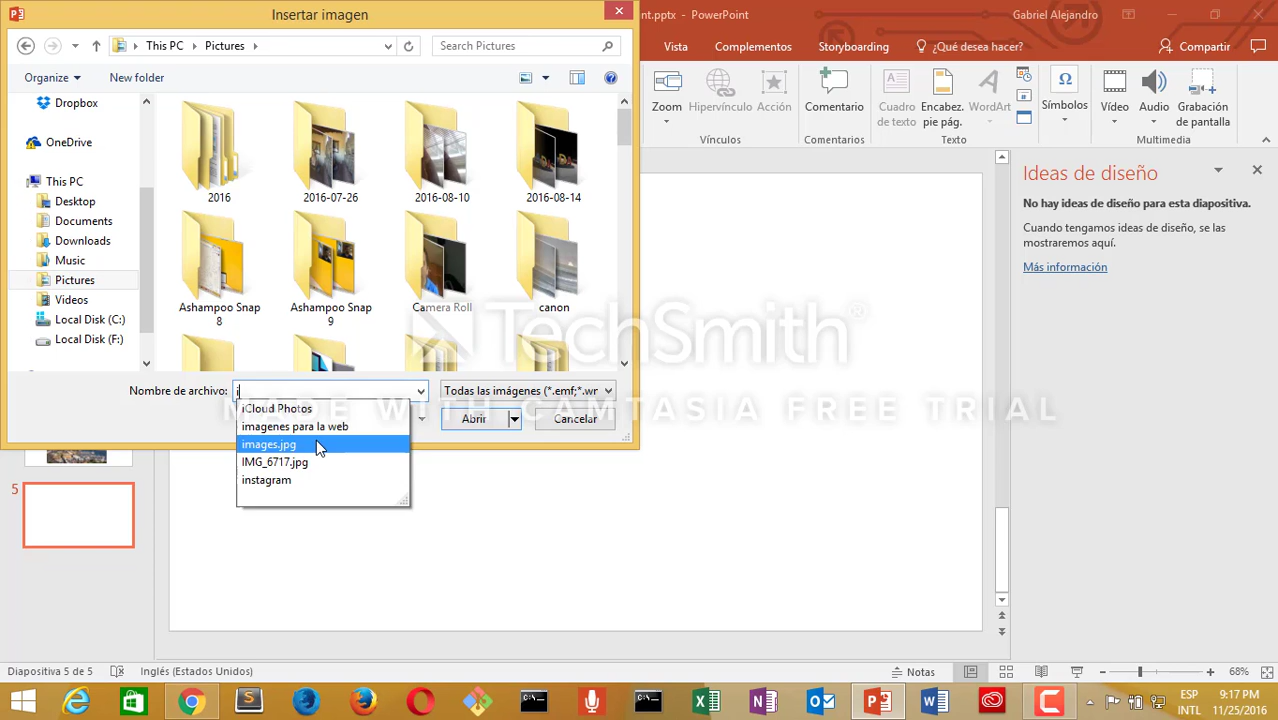 Insertar imagen
nt.pptx - PowerPoint
Gabriel Alejandro
This PC
Pictures
Search Pictures
Vista
Complementos
Storyboarding
¿Qué desea hacer?
Compartir
Organize
New folder
Dropbox
OneDrive
This PC
Desktop
Documents
Downloads
Music
Pictures
Videos
Local Disk (C:)
Local Disk (F:)
2016
2016-07-26
2016-08-10
2016-08-14
Ashampoo Snap 8
Ashampoo Snap 9
Camera Roll
canon
Zoom
Hipervínculo
Acción
Vínculos
Comentario
Comentarios
Cuadro de texto
Encabez. pie pág.
WordArt
Texto
Símbolos
Vídeo
Audio
Grabación de pantalla
Multimedia
Ideas de diseño
No hay ideas de diseño para esta diapositiva.
Cuando tengamos ideas de diseño, se las
mostraremos aquí.
Más información
TechSmith®
MADE WITH CAMTASIA FREE TRIAL
Nombre de archivo:
i
Todas las imágenes (*.emf;*.wr
Abrir
Cancelar
iCloud Photos
imagenes para la web
images.jpg
IMG_6717.jpg
instagram
5
Diapositiva 5 de 5
Inglés (Estados Unidos)
Notas
68%
ESP
INTL
9:17 PM
11/25/2016